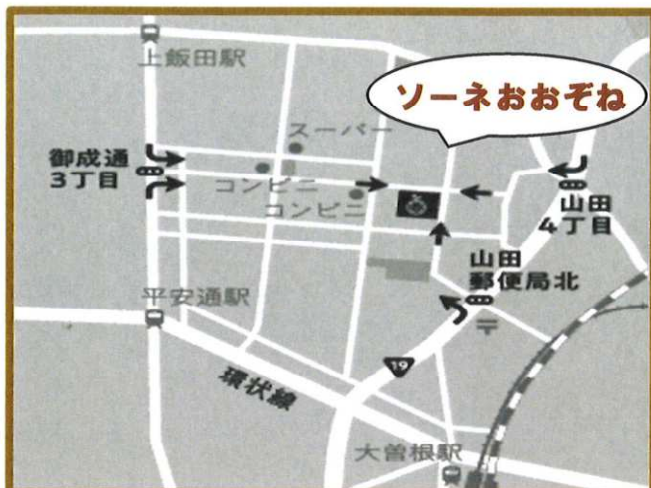 上飯田駅
ソーネおおぞね
スーパー
御成通
3丁目
コンビニ
コンビニ
山田
4丁目
山田
郵便局北
〒
平安通駅
19
環状線
大曽根駅